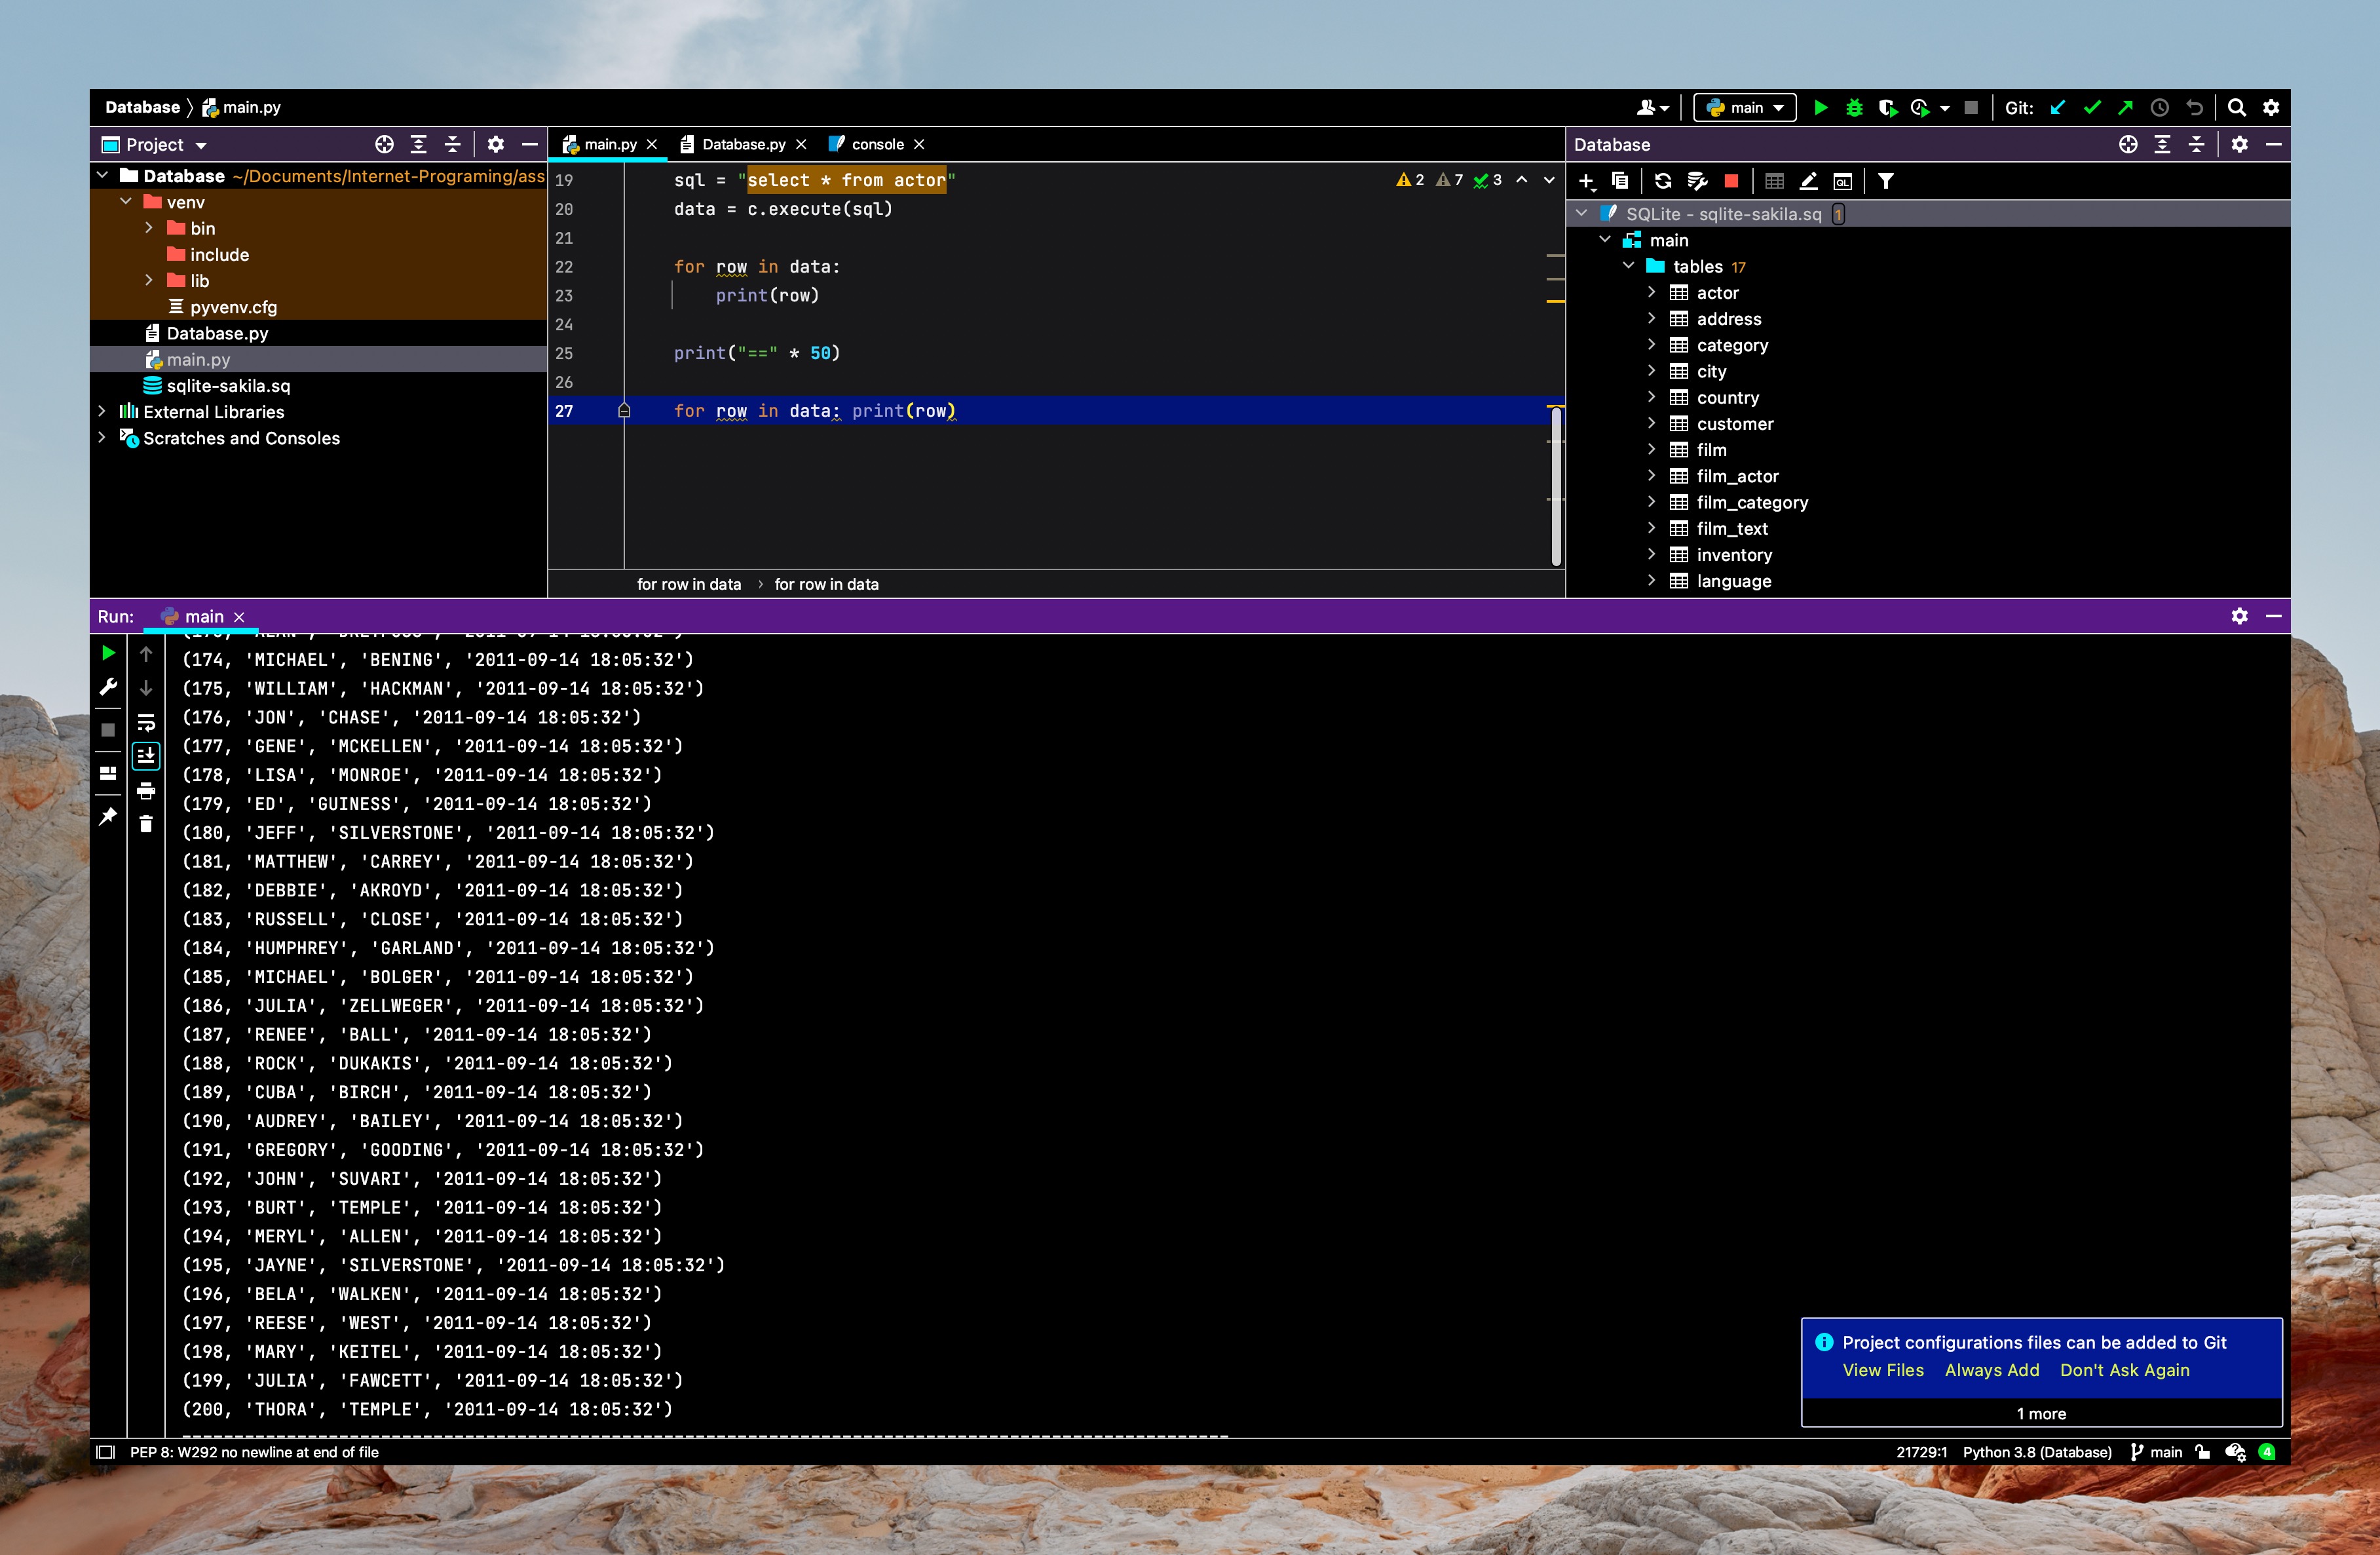 Database 〉 main.py
main
Git:
Project
Database ~/Documents/Internet-Programing/ass
venv
bin
include
lib
pyvenv.cfg
Database.py
main.py
sqlite-sakila.sq
External Libraries
Scratches and Consoles
main.py
Database.py
console
19 sql = "select * from actor"
2 7 3
20 data = c.execute(sql)
21
22 for row in data:
23 print(row)
24
25 print("==" * 50)
26
27 for row in data: print(row)
for row in data › for row in data
Database
SQLite - sqlite-sakila.sq 1
main
tables 17
actor
address
category
city
country
customer
film
film_actor
film_category
film_text
inventory
language
Run: main
(174, 'MICHAEL', 'BENING', '2011-09-14 18:05:32')
(175, 'WILLIAM', 'HACKMAN', '2011-09-14 18:05:32')
(176, 'JON', 'CHASE', '2011-09-14 18:05:32')
(177, 'GENE', 'MCKELLEN', '2011-09-14 18:05:32')
(178, 'LISA', 'MONROE', '2011-09-14 18:05:32')
(179, 'ED', 'GUINESS', '2011-09-14 18:05:32')
(180, 'JEFF', 'SILVERSTONE', '2011-09-14 18:05:32')
(181, 'MATTHEW', 'CARREY', '2011-09-14 18:05:32')
(182, 'DEBBIE', 'AKROYD', '2011-09-14 18:05:32')
(183, 'RUSSELL', 'CLOSE', '2011-09-14 18:05:32')
(184, 'HUMPHREY', 'GARLAND', '2011-09-14 18:05:32')
(185, 'MICHAEL', 'BOLGER', '2011-09-14 18:05:32')
(186, 'JULIA', 'ZELLWEGER', '2011-09-14 18:05:32')
(187, 'RENEE', 'BALL', '2011-09-14 18:05:32')
(188, 'ROCK', 'DUKAKIS', '2011-09-14 18:05:32')
(189, 'CUBA', 'BIRCH', '2011-09-14 18:05:32')
(190, 'AUDREY', 'BAILEY', '2011-09-14 18:05:32')
(191, 'GREGORY', 'GOODING', '2011-09-14 18:05:32')
(192, 'JOHN', 'SUVARI', '2011-09-14 18:05:32')
(193, 'BURT', 'TEMPLE', '2011-09-14 18:05:32')
(194, 'MERYL', 'ALLEN', '2011-09-14 18:05:32')
(195, 'JAYNE', 'SILVERSTONE', '2011-09-14 18:05:32')
(196, 'BELA', 'WALKEN', '2011-09-14 18:05:32')
(197, 'REESE', 'WEST', '2011-09-14 18:05:32')
(198, 'MARY', 'KEITEL', '2011-09-14 18:05:32')
(199, 'JULIA', 'FAWCETT', '2011-09-14 18:05:32')
(200, 'THORA', 'TEMPLE', '2011-09-14 18:05:32')
Project configurations files can be added to Git
View Files Always Add Don't Ask Again
1 more
PEP 8: W292 no newline at end of file
21729:1 Python 3.8 (Database) main 4